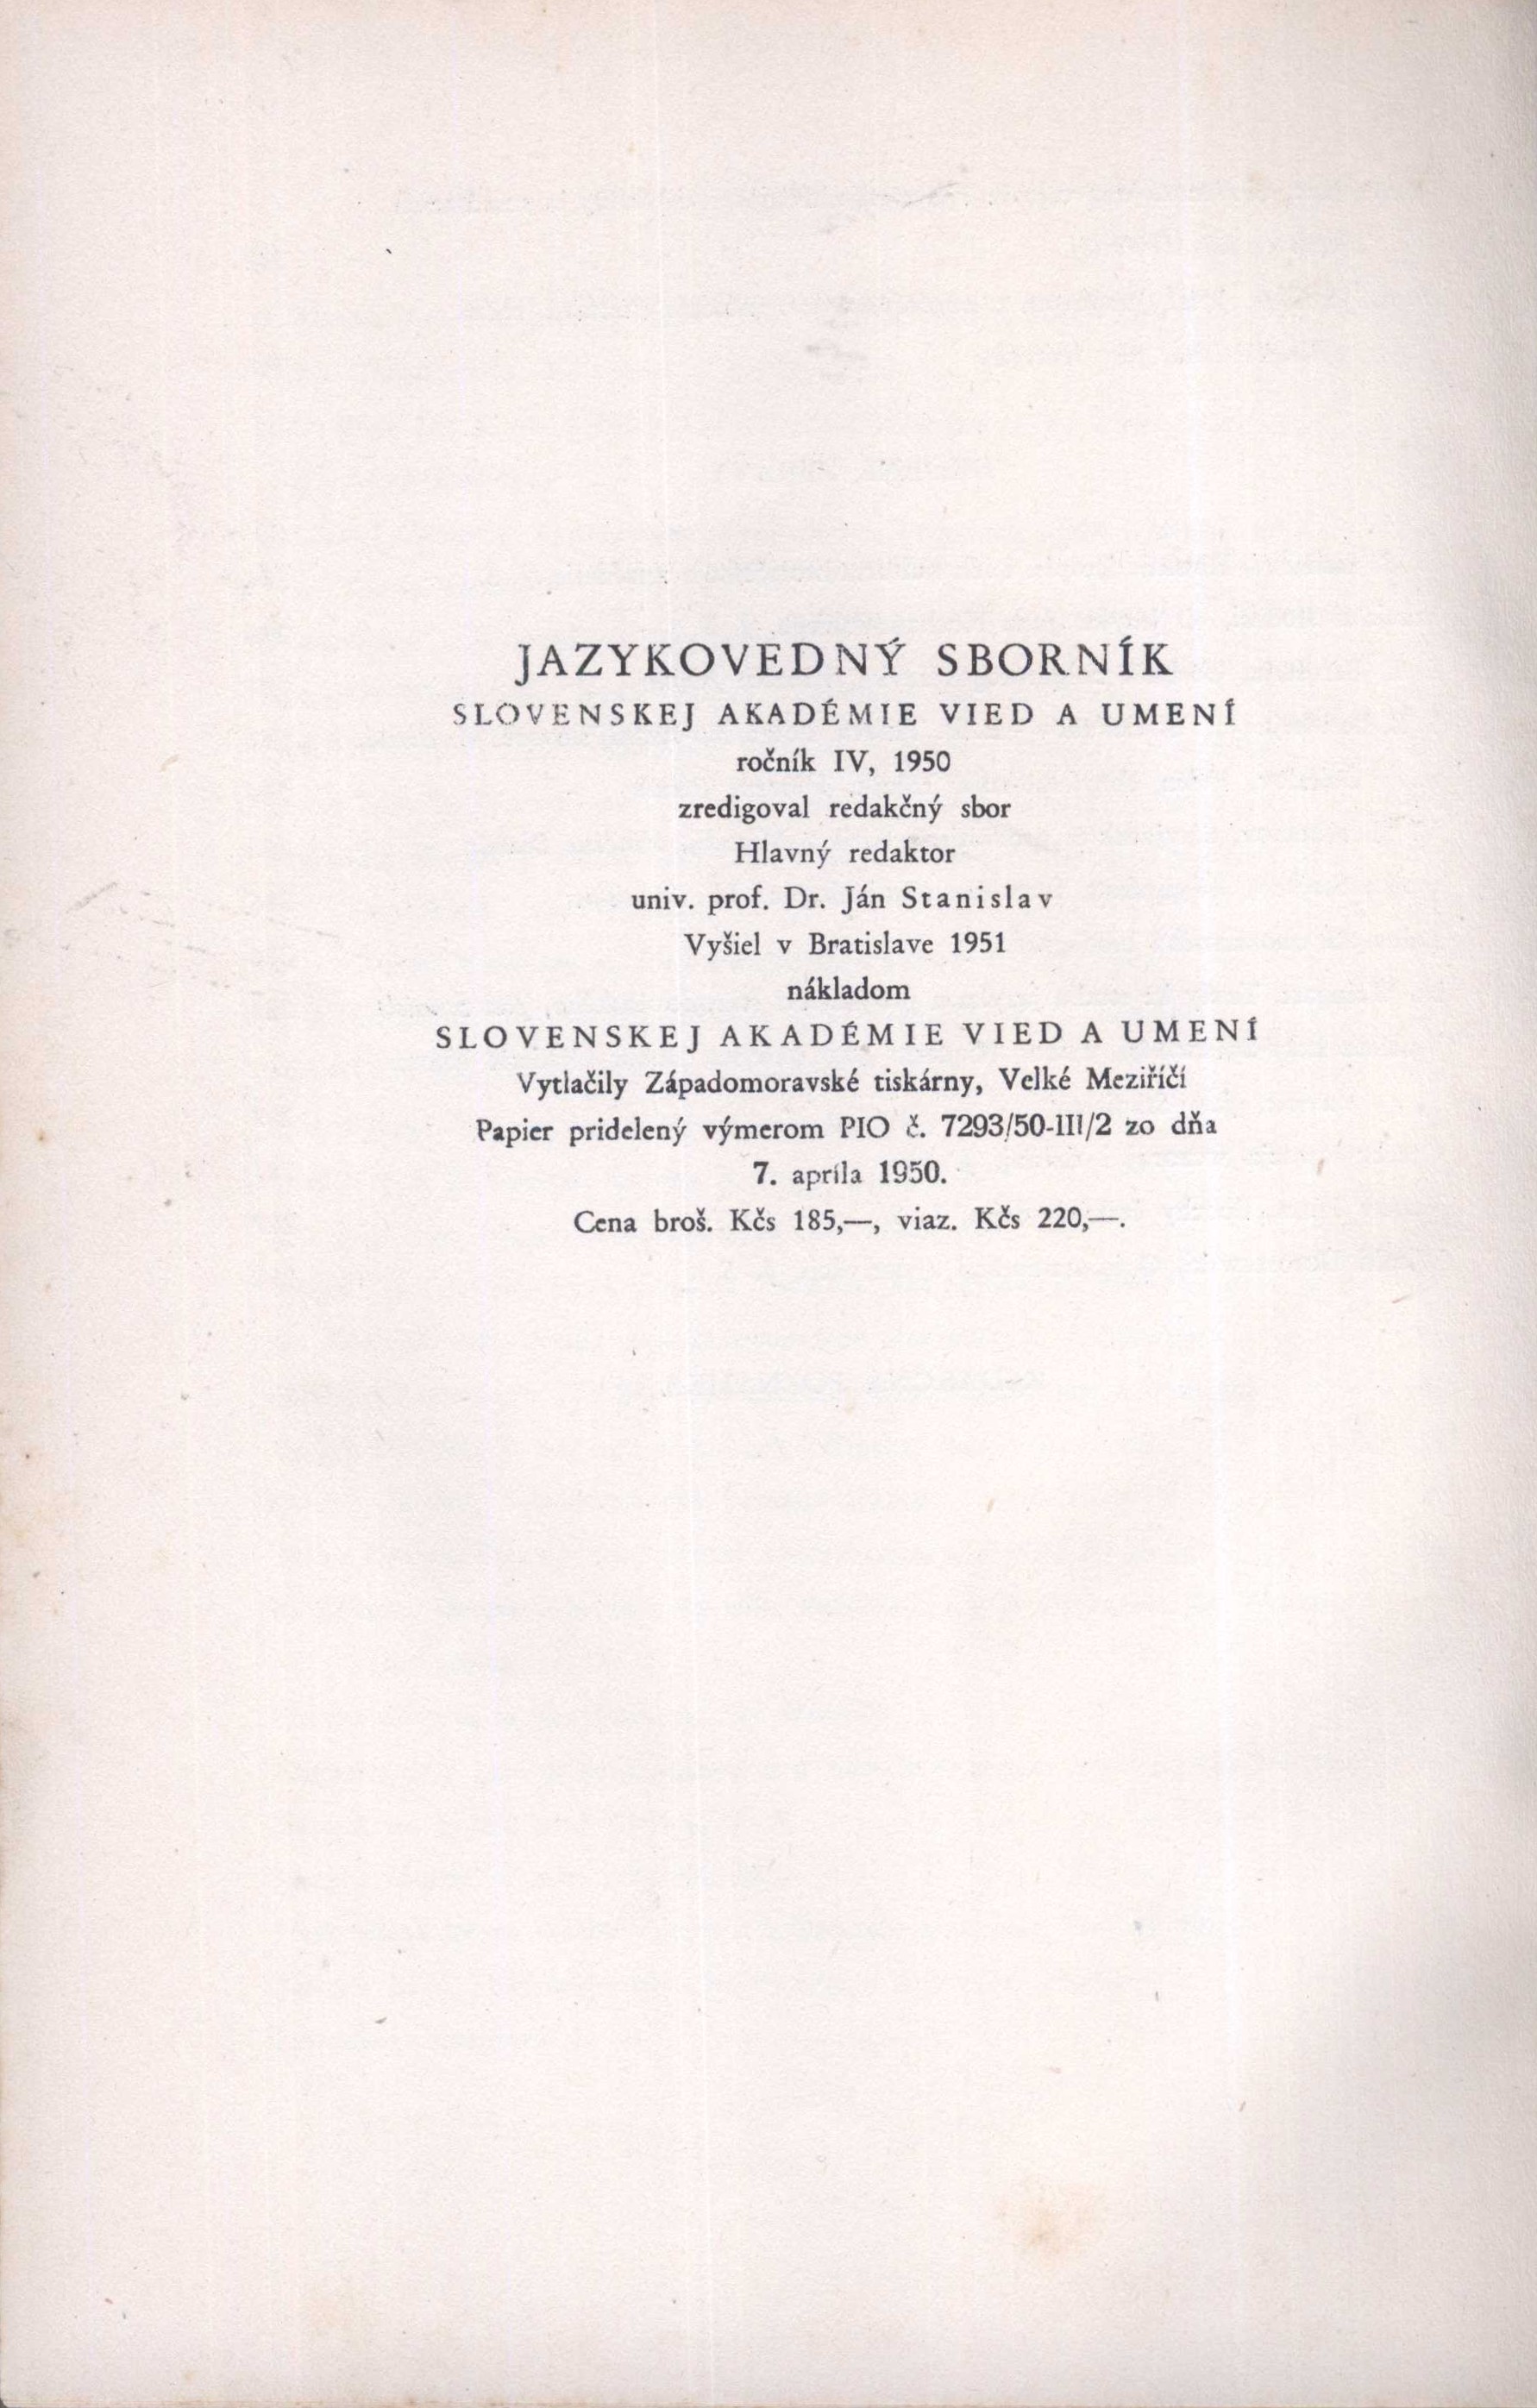 JAZYKOVEDNÝ SBORNÍK
SLOVENSKEJ AKADÉMIE VIED A UMENÍ
ročník IV, 1950
zredigoval redakčný sbor
Hlavný redaktor
univ. prof. Dr. Ján Stanislav
Vyšiel v Bratislave 1951
nákladom
SLOVENSKEJ AKADÉMIE VIED A UMENÍ
Vytlačily Západomoravské tiskárny, Velké Meziříčí
Papier pridelený výmerom PIO č. 7293/50-III/2 zo dňa
7. apríla 1950.
Cena broš. Kčs 185,—, viaz. Kčs 220,—.